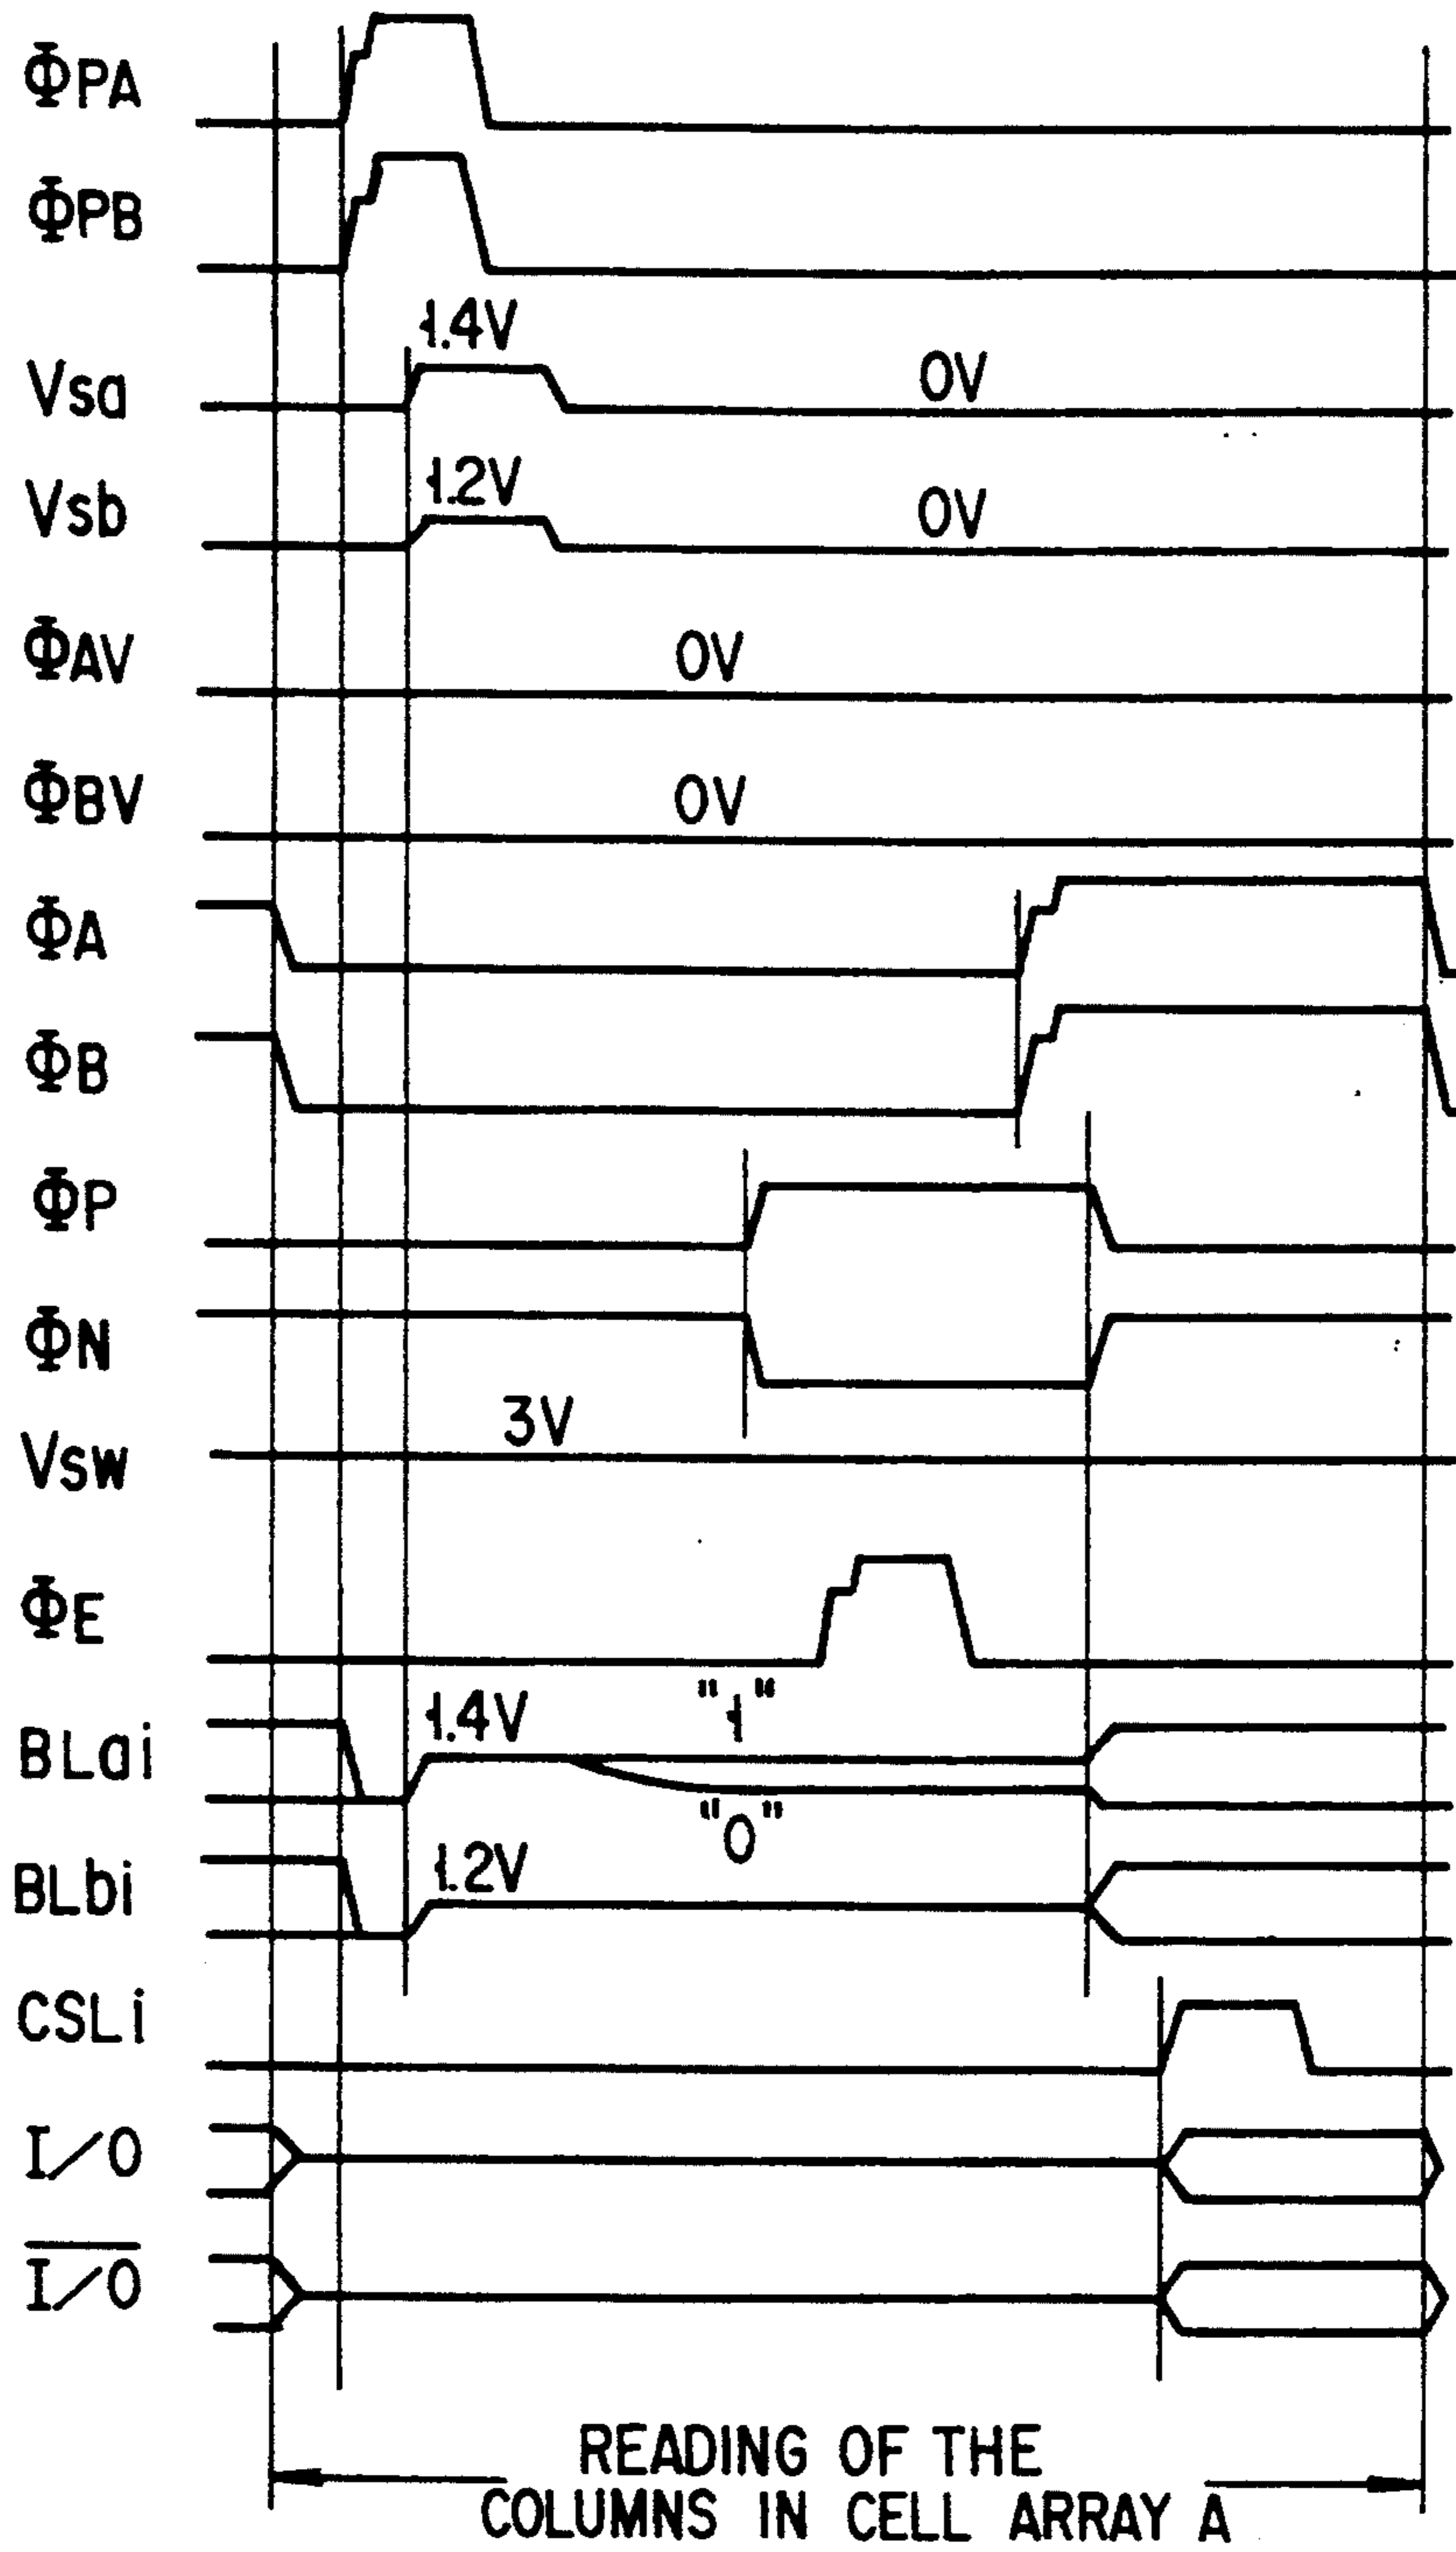 ΦPA
ΦPB
1.4V
Vsa
0V
1.2V
Vsb
0V
ΦAV
0V
ΦBV
0V
ΦA
ΦB
ΦP
ΦN
3V
Vsw
ΦE
"1"
1.4V
BLai
"0"
1.2V
BLbi
CSLi
I/O
I/O
READING OF THE
COLUMNS IN CELL ARRAY A